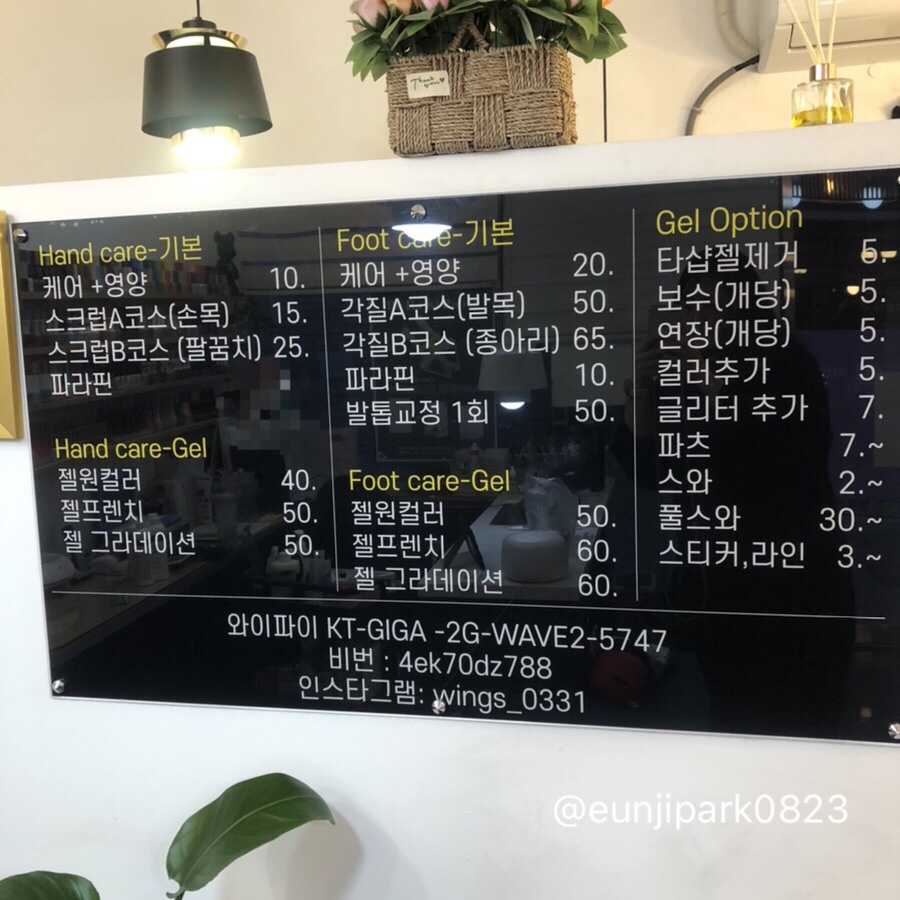 Thank you
Hand care-기본
케어 +영양 10.
스크럽A코스(손목) 15.
스크럽B코스 (팔꿈치) 25.
파라핀
Hand care-Gel
젤원컬러 40.
젤프렌치 50.
젤 그라데이션 50.
Foot care-기본
케어 +영양 20.
각질A코스(발목) 50.
각질B코스 (종아리) 65.
파라핀 10.
발톱교정 1회 50.
Foot care-Gel
젤원컬러 50.
젤프렌치 60.
젤 그라데이션 60.
Gel Option
타샵젤제거 5.
보수(개당) 5.
연장(개당) 5.
컬러추가 5.
글리터 추가 7.
파츠 7.~
스와 2.~
풀스와 30.~
스티커,라인 3.~
와이파이 KT-GIGA -2G-WAVE2-5747
비번 : 4ek70dz788
인스타그램: wings_0331
@eunjipark0823